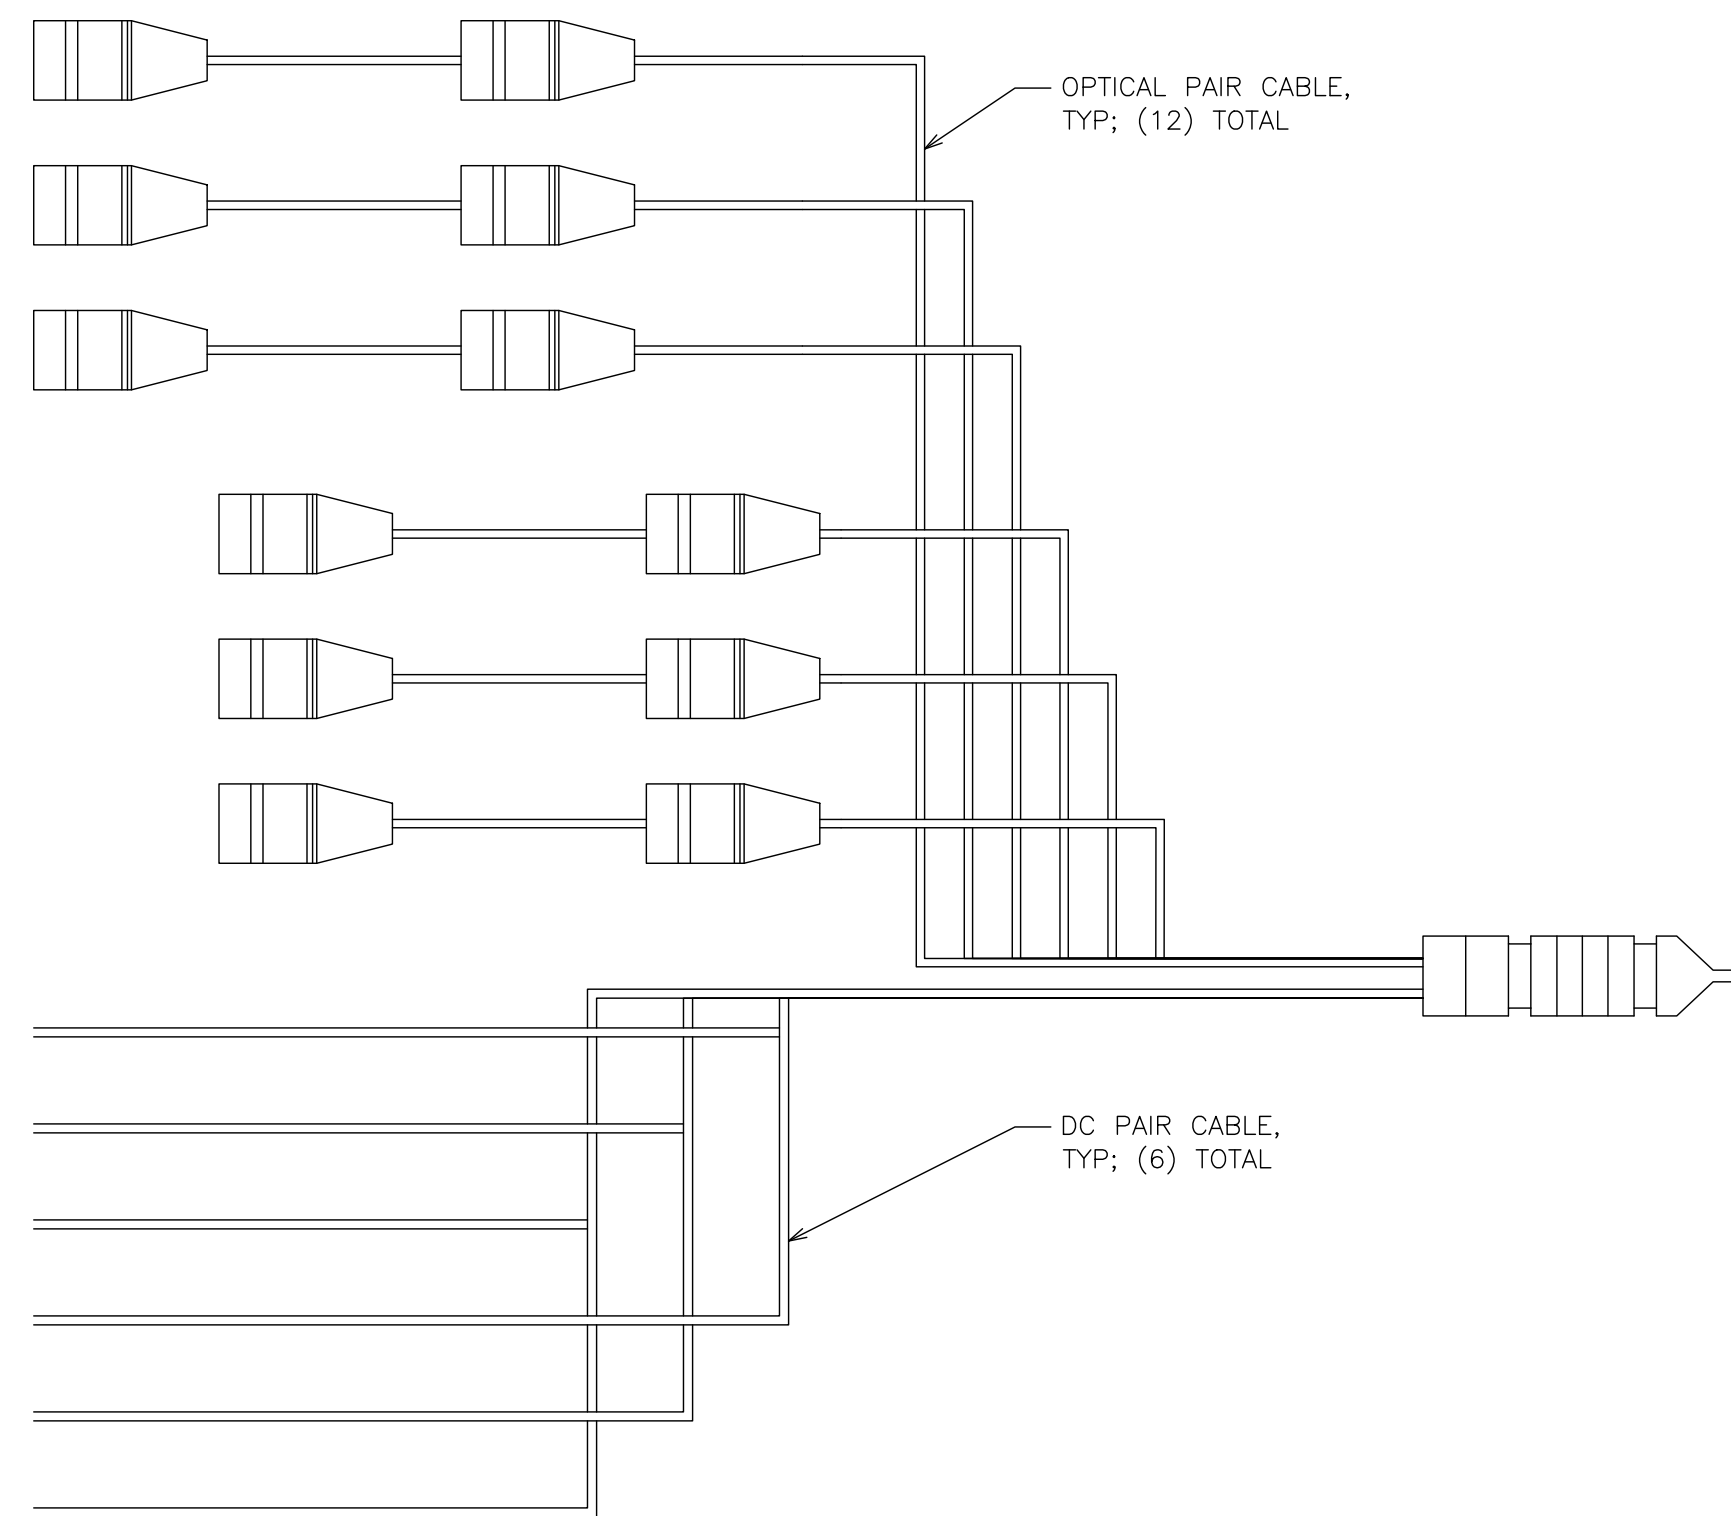 OPTICAL PAIR CABLE,
TYP; (12) TOTAL
DC PAIR CABLE,
TYP; (6) TOTAL